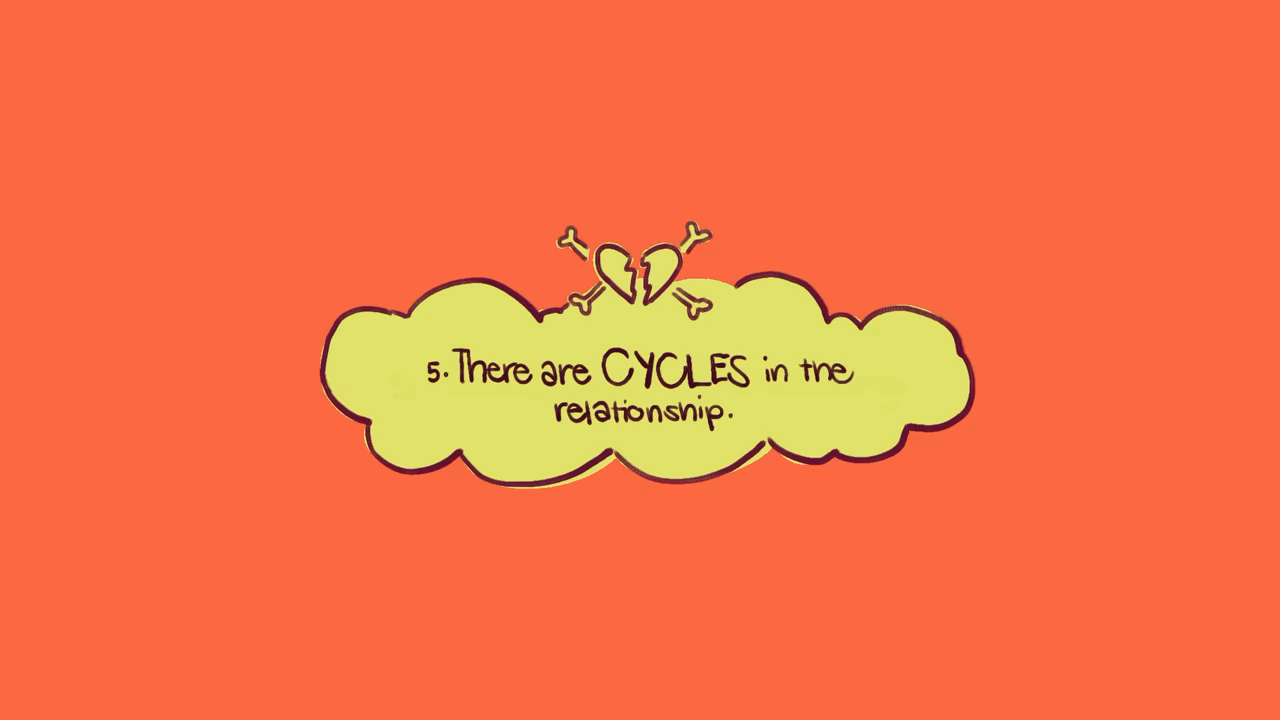 5. There are CYCLES in the
relationship.